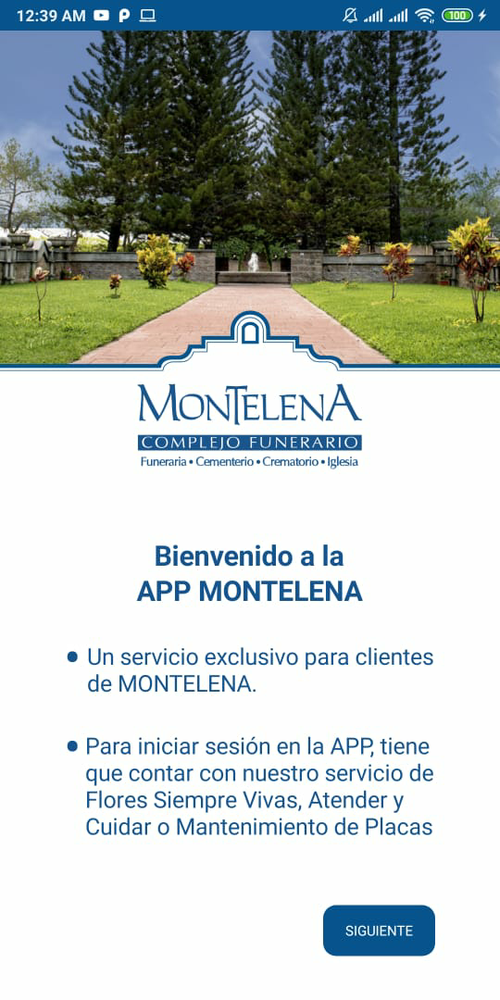 12:39 AM
100
MONTELENA
COMPLEJO FUNERARIO
Funeraria • Cementerio • Crematorio • Iglesia
Bienvenido a la
APP MONTELENA
• Un servicio exclusivo para clientes
de MONTELENA.
• Para iniciar sesión en la APP, tiene
que contar con nuestro servicio de
Flores Siempre Vivas, Atender y
Cuidar o Mantenimiento de Placas
SIGUIENTE